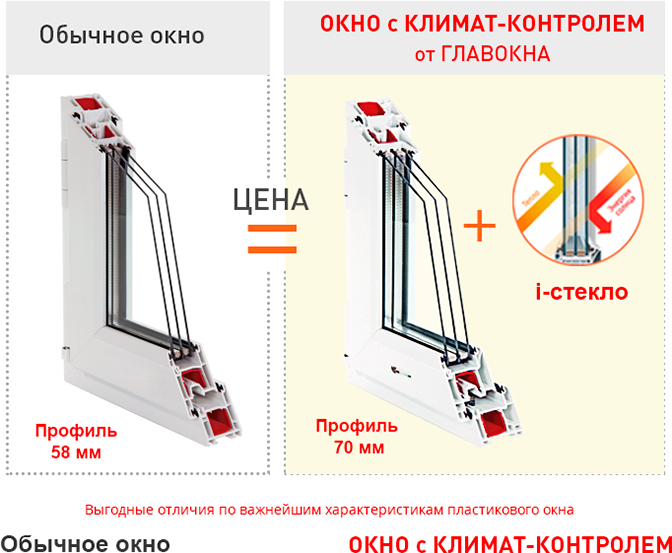 Обычное окно
ОКНО с КЛИМАТ-КОНТРОЛЕМ
от ГЛАВОКНА
ЦЕНА
=
+
Тепло
Энергия
солнца
i-стекло
Профиль
58 мм
Профиль
70 мм
Выгодные отличия по важнейшим характеристикам пластикового окна
Обычное окно
ОКНО с КЛИМАТ-КОНТРОЛЕМ